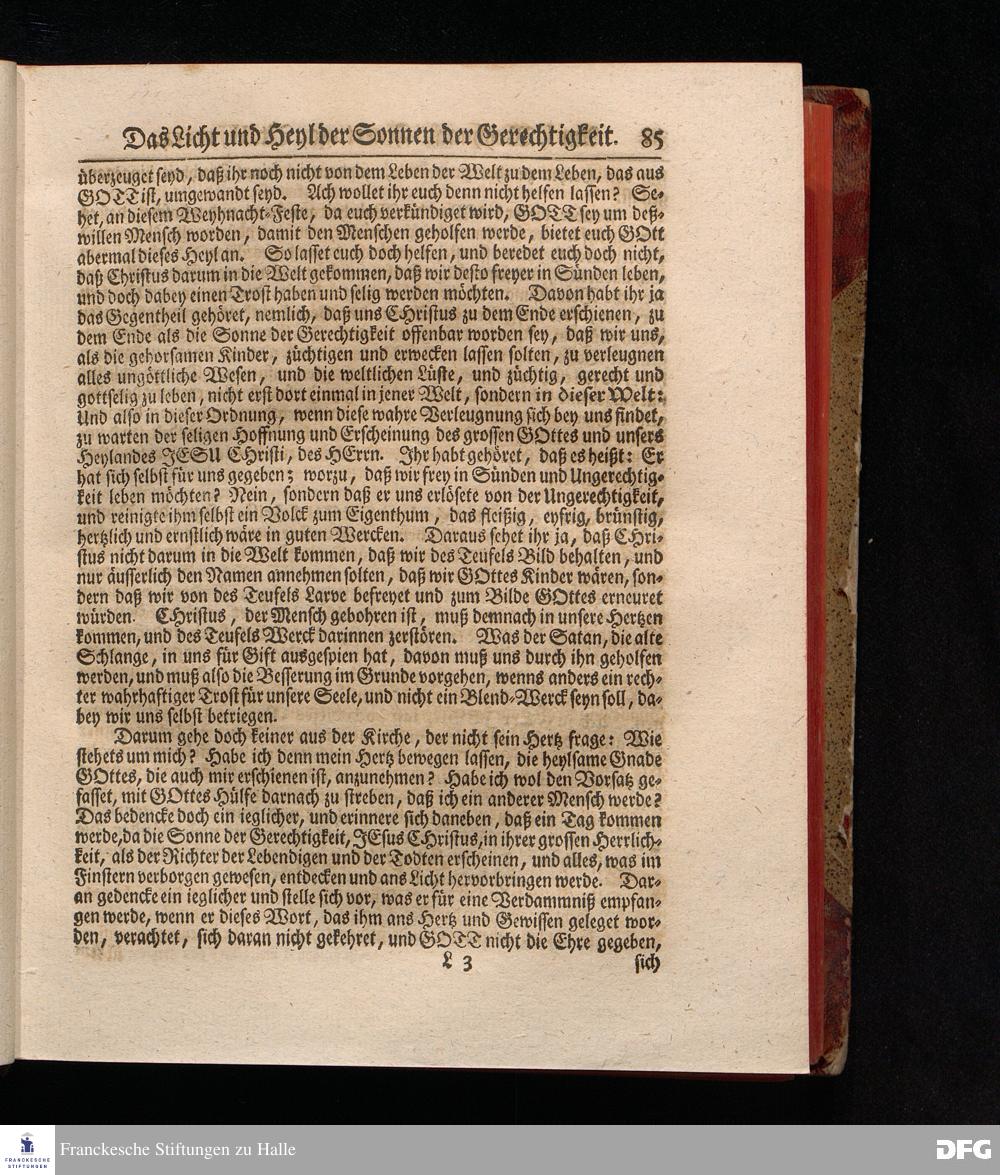 Das Licht und Heyl der Sonnen der Gerechtigkeit. 85
überzeuget seyd, daß ihr noch nicht von dem Leben der Welt zu dem Leben, das aus
GOTT ist, umgewandt seyd. Ach wollet ihr euch denn nicht helfen lassen? Se-
het, an diesem Weyhnacht-Feste, da euch verkündiget wird, GOTT sey um deß-
willen Mensch worden, damit den Menschen geholfen werde, bietet euch GOtt
abermal dieses Heyl an. So lasset euch doch helfen, und beredet euch doch nicht,
daß Christus darum in die Welt gekommen, daß wir desto freyer in Sünden leben,
und doch dabey einen Trost haben und selig werden möchten. Davon habt ihr ja
das Gegentheil gehöret, nemlich, daß uns CHristus zu dem Ende erschienen, zu
dem Ende als die Sonne der Gerechtigkeit offenbar worden sey, daß wir uns,
als die gehorsamen Kinder, züchtigen und erwecken lassen solten, zu verleugnen
alles ungöttliche Wesen, und die weltlichen Lüste, und züchtig, gerecht und
gottselig zu leben, nicht erst dort einmal in jener Welt, sondern in dieser Welt:
Und also in dieser Ordnung, wenn diese wahre Verleugnung sich bey uns findet,
zu warten der seligen Hoffnung und Erscheinung des grossen GOttes und unsers
Heylandes JESU CHristi, des HErrn. Ihr habt gehöret, daß es heißt: Er
hat sich selbst für uns gegeben; worzu, daß wir frey in Sünden und Ungerechtig-
keit leben möchten? Nein, sondern daß er uns erlösete von der Ungerechtigkeit,
und reinigte ihm selbst ein Volck zum Eigenthum, das fleißig, eyfrig, brünstig,
hertzlich und ernstlich wäre in guten Wercken. Daraus sehet ihr ja, daß CHri-
stus nicht darum in die Welt kommen, daß wir des Teufels Bild behalten, und
nur äusserlich den Namen annehmen solten, daß wir GOttes Kinder wären, son-
dern daß wir von des Teufels Larve befreyet und zum Bilde GOttes erneuret
würden. CHristus, der Mensch gebohren ist, muß demnach in unsere Hertzen
kommen, und des Teufels Werck darinnen zerstören. Was der Satan, die alte
Schlange, in uns für Gift ausgespien hat, davon muß uns durch ihn geholfen
werden, und muß also die Besserung im Grunde vorgehen, wenns anders ein rech-
ter wahrhaftiger Trost für unsere Seele, und nicht ein Blend-Werck seyn soll, da-
bey wir uns selbst betriegen.
Darum gehe doch keiner aus der Kirche, der nicht sein Hertz frage: Wie
stehets um mich? Habe ich denn mein Hertz bewegen lassen, die heylsame Gnade
GOttes, die auch mir erschienen ist, anzunehmen? Habe ich wol den Vorsatz ge-
fasset, mit GOttes Hülfe darnach zu streben, daß ich ein anderer Mensch werde?
Das bedencke doch ein ieglicher, und erinnere sich daneben, daß ein Tag kommen
werde, da die Sonne der Gerechtigkeit, JEsus CHristus, in ihrer grossen Herrlich-
keit, als der Richter der Lebendigen und der Todten erscheinen, und alles, was im
Finstern verborgen gewesen, entdecken und ans Licht hervorbringen werde. Dar-
an gedencke ein ieglicher und stelle sich vor, was er für eine Verdammniß empfan-
gen werde, wenn er dieses Wort, das ihm ans Hertz und Gewissen geleget wor-
den, verachtet, sich daran nicht gekehret, und GOTT nicht die Ehre gegeben,
L 3 sich
FRANCKESCHE STIFTUNGEN
Franckesche Stiftungen zu Halle
DFG